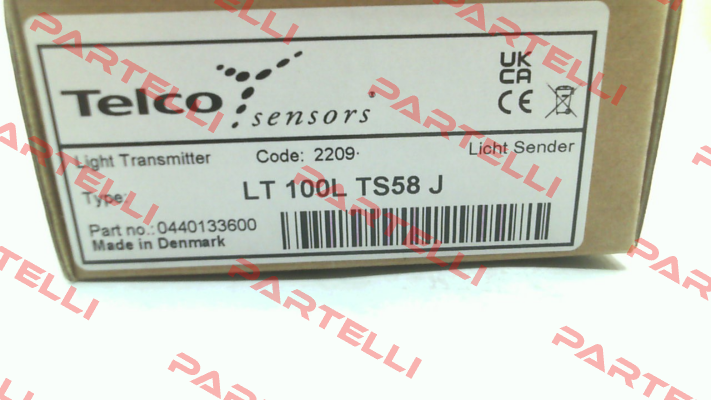 Telco sensors
UK
CA
CE
Light Transmitter Code: 2209 Licht Sender
Type: LT 100L TS58 J
Part no.: 0440133600
Made in Denmark
PARTELLI
PARTELLI
PARTELLI
PARTELLI
PARTELLI
PARTELLI
PARTELLI
PARTELLI
PARTELLI